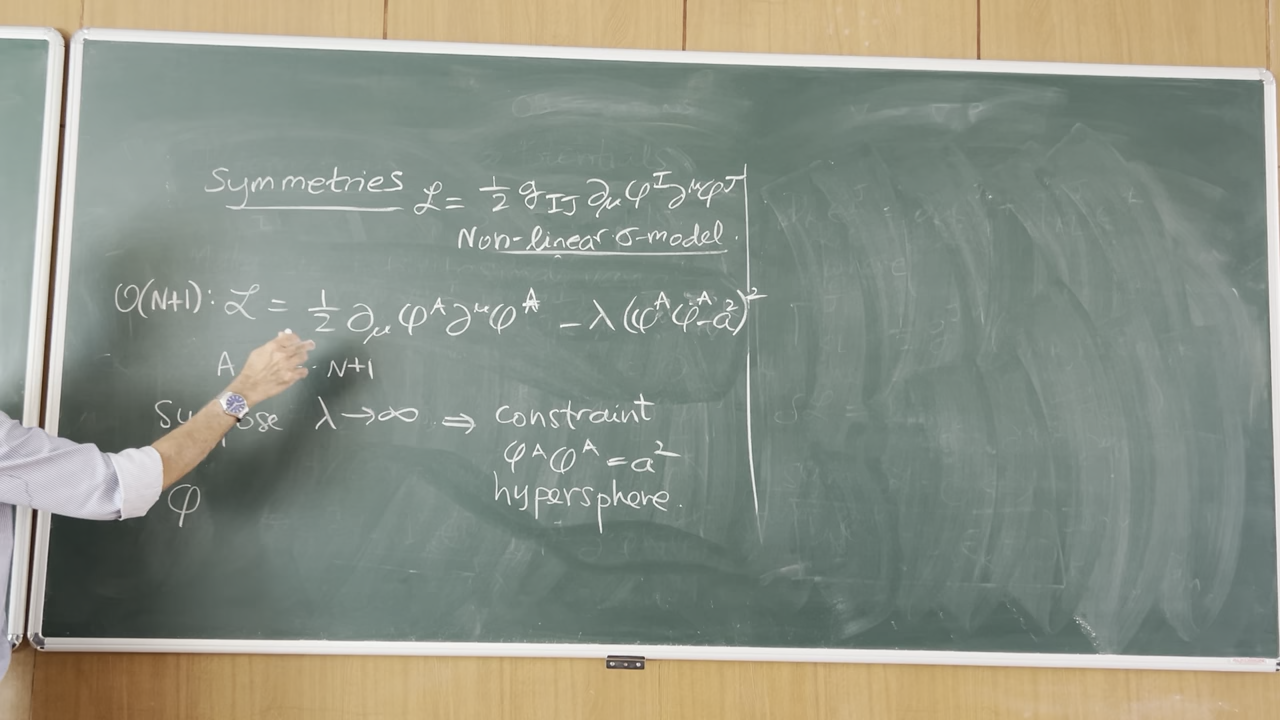 Symmetries ℒ = 1/2 g_IJ ∂_μ φ^I ∂^μ φ^J
Non-linear σ-model.
O(N+1): ℒ = 1/2 ∂_μ φ^A ∂^μ φ^A − λ (φ^A φ^A − a²)²
A · N+1
Suppose λ → ∞ ⇒ constraint
φ^A φ^A = a²
hypersphere.
φ